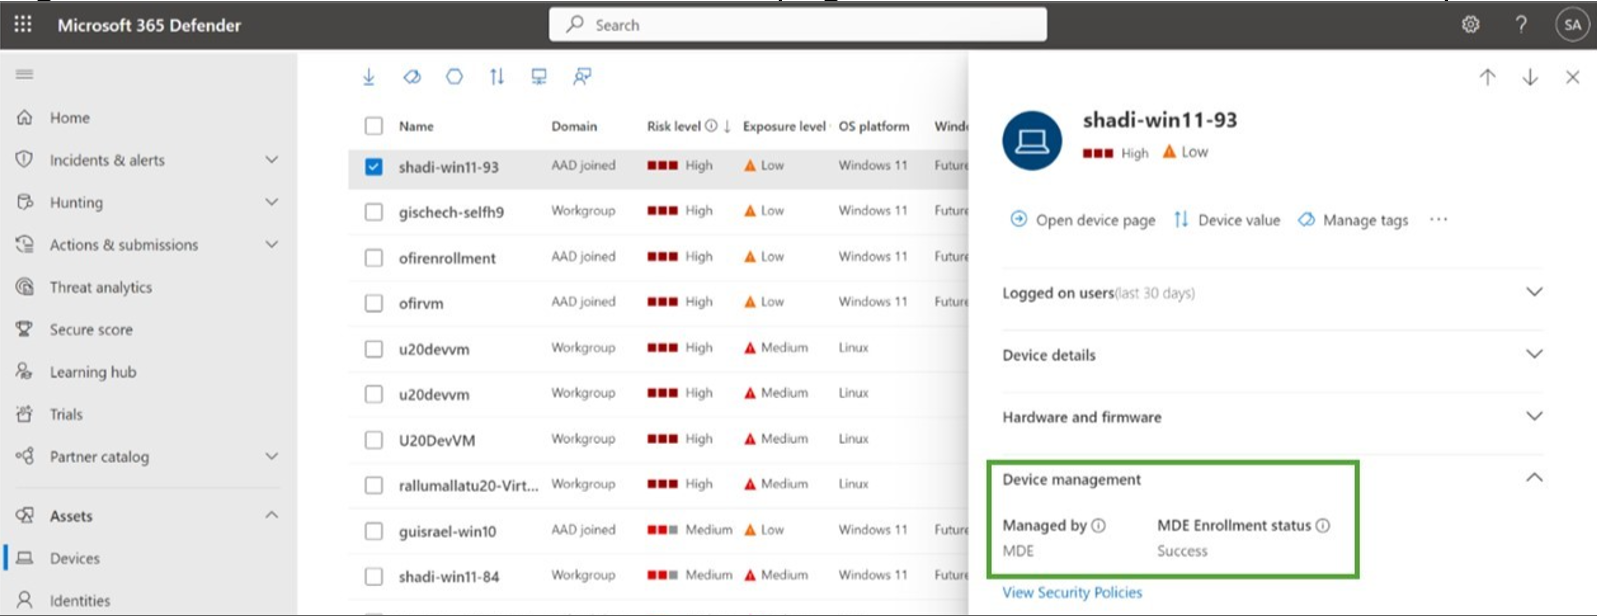 Microsoft 365 Defender
Search
SA
Home
Incidents & alerts
Hunting
Actions & submissions
Threat analytics
Secure score
Learning hub
Trials
Partner catalog
Assets
Devices
Identities
Name Domain Risk level Exposure level OS platform Windo
shadi-win11-93 AAD joined High Low Windows 11 Future
gischech-selfh9 Workgroup High Low Windows 11 Future
ofirenrollment AAD joined High Low Windows 11 Future
ofirvm AAD joined High Low Windows 11 Future
u20devvm Workgroup High Medium Linux
u20devvm Workgroup High Medium Linux
U20DevVM Workgroup High Medium Linux
rallumallatu20-Virt... Workgroup High Medium Linux
guisrael-win10 AAD joined Medium Low Windows 11 Future
shadi-win11-84 Workgroup Medium Medium Windows 11 Future
shadi-win11-93
High Low
Open device page Device value Manage tags ...
Logged on users(last 30 days)
Device details
Hardware and firmware
Device management
Managed by MDE Enrollment status
MDE Success
View Security Policies